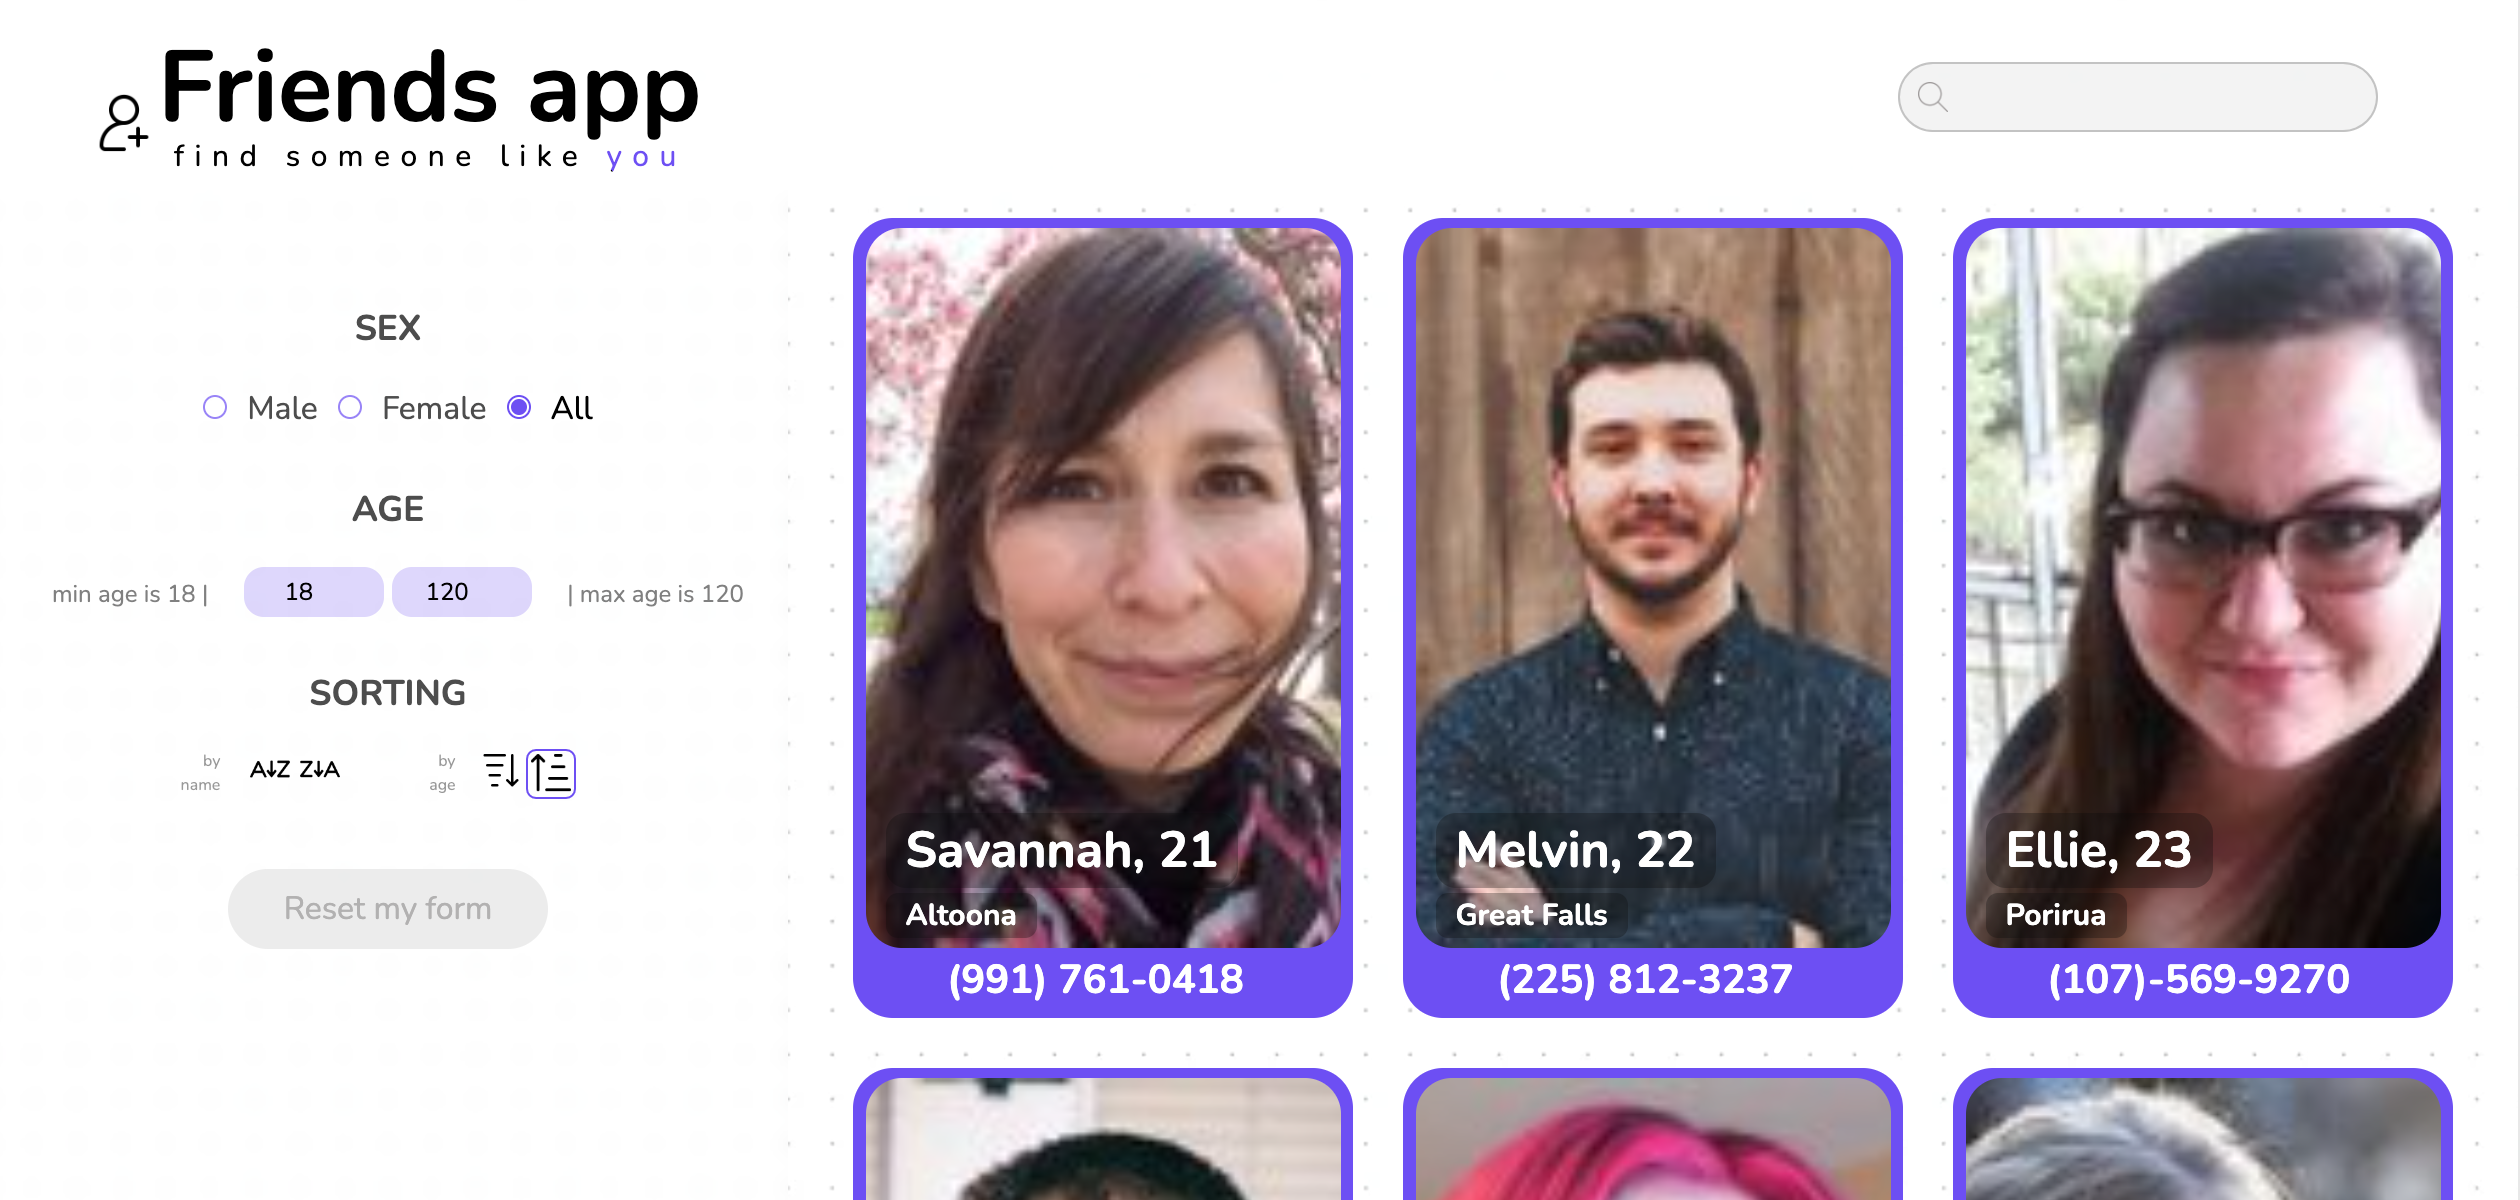 Friends app
find someone like you
SEX
Male Female All
AGE
min age is 18 | 18 120 | max age is 120
SORTING
by name A↓Z Z↓A by age
Reset my form
Savannah, 21
Altoona
(991) 761-0418
Melvin, 22
Great Falls
(225) 812-3237
Ellie, 23
Porirua
(107)-569-9270